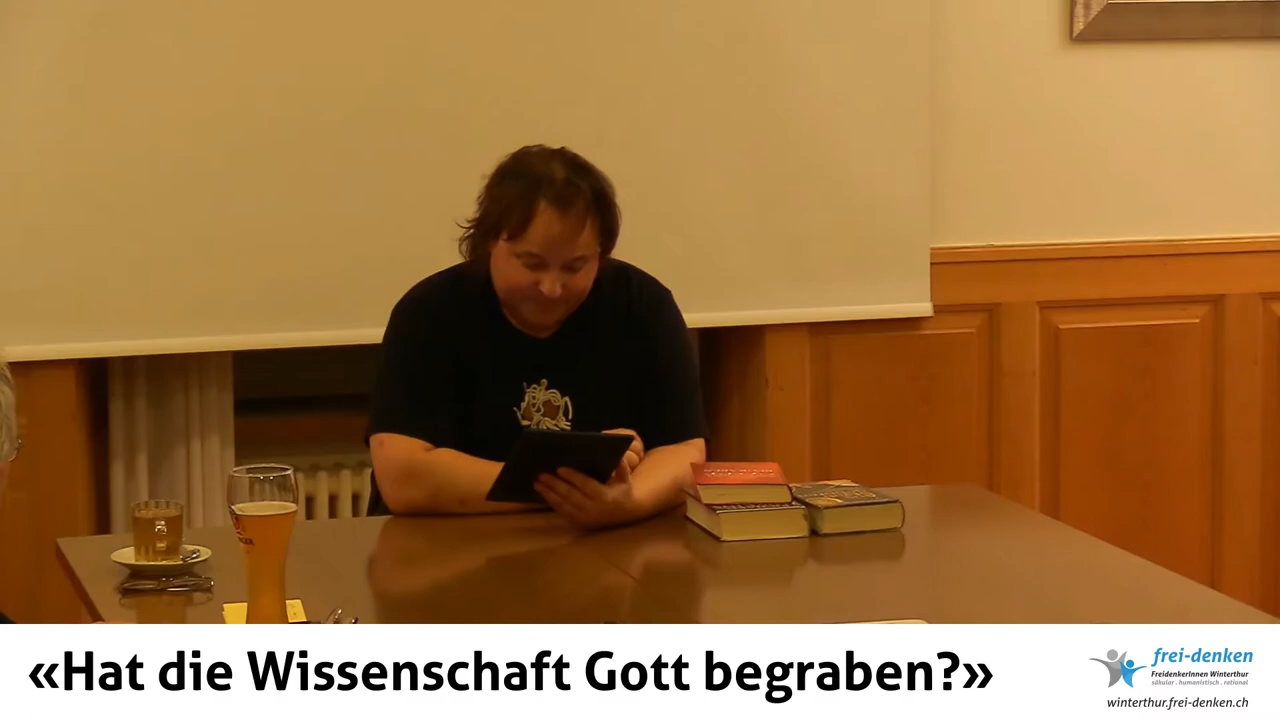 «Hat die Wissenschaft Gott begraben?»
frei-denken
FreidenkerInnen Winterthur
säkular . humanistisch . rational
winterthur.frei-denken.ch